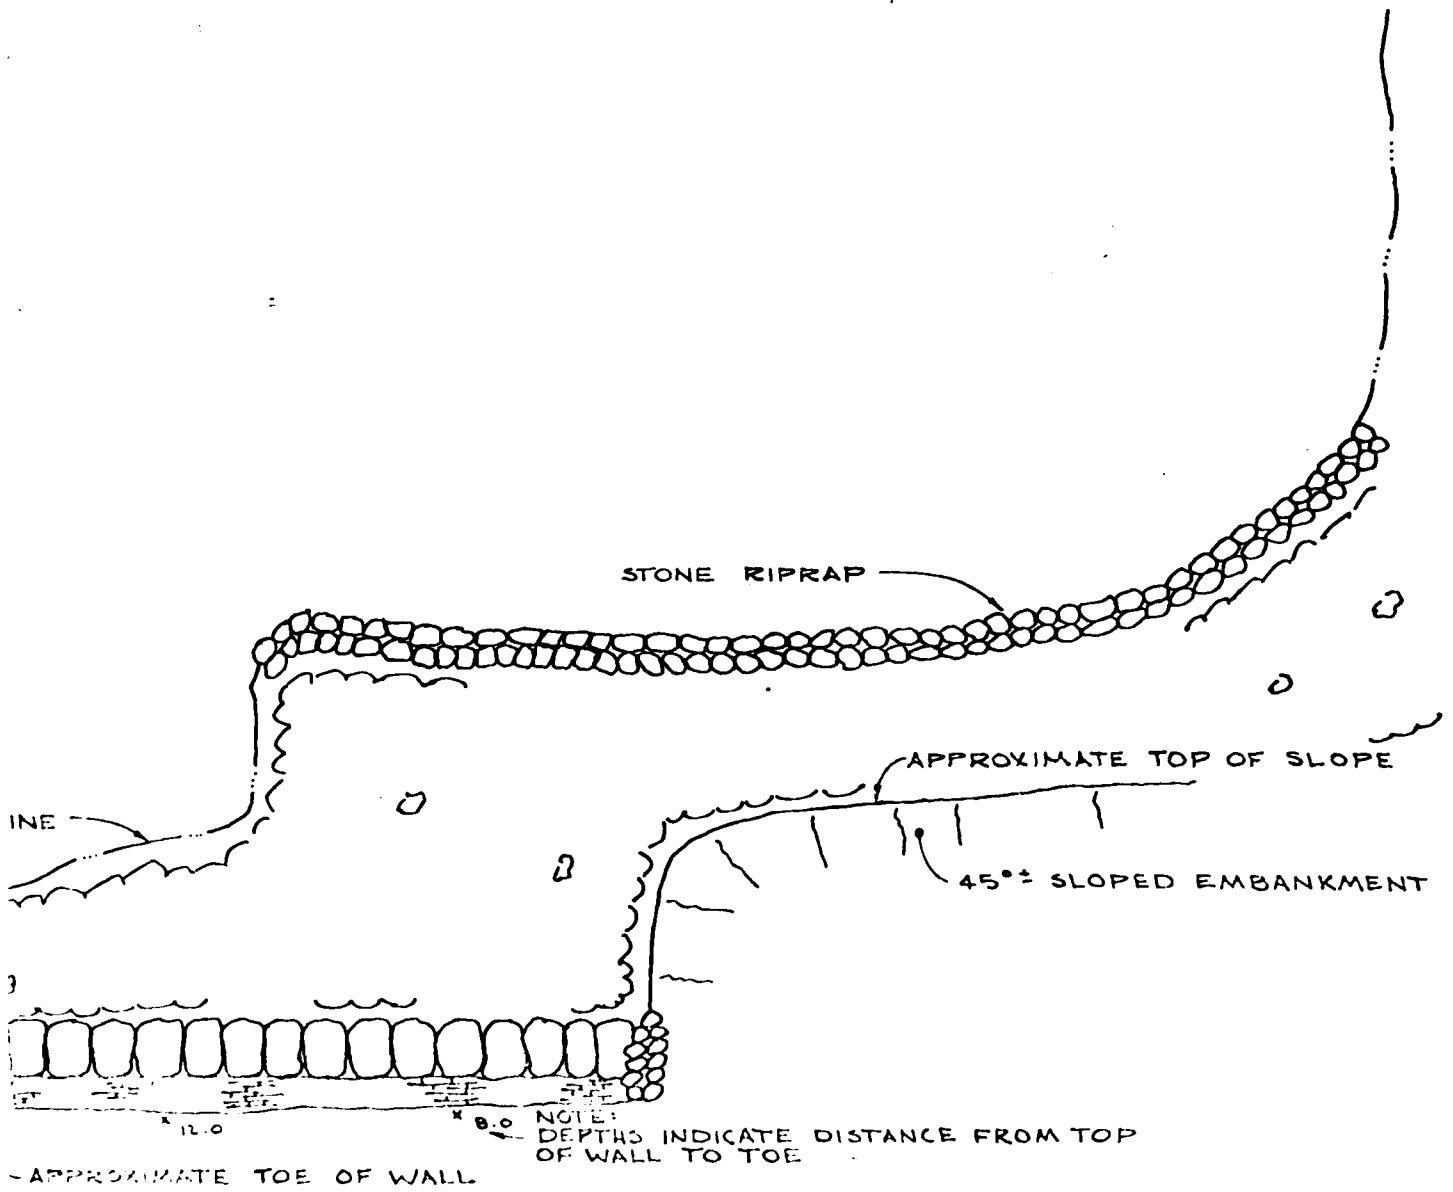 STONE RIPRAP
APPROXIMATE TOP OF SLOPE
INE
45°± SLOPED EMBANKMENT
x 12.0
x 8.0
NOTE:
DEPTHS INDICATE DISTANCE FROM TOP
OF WALL TO TOE
APPROXIMATE TOE OF WALL